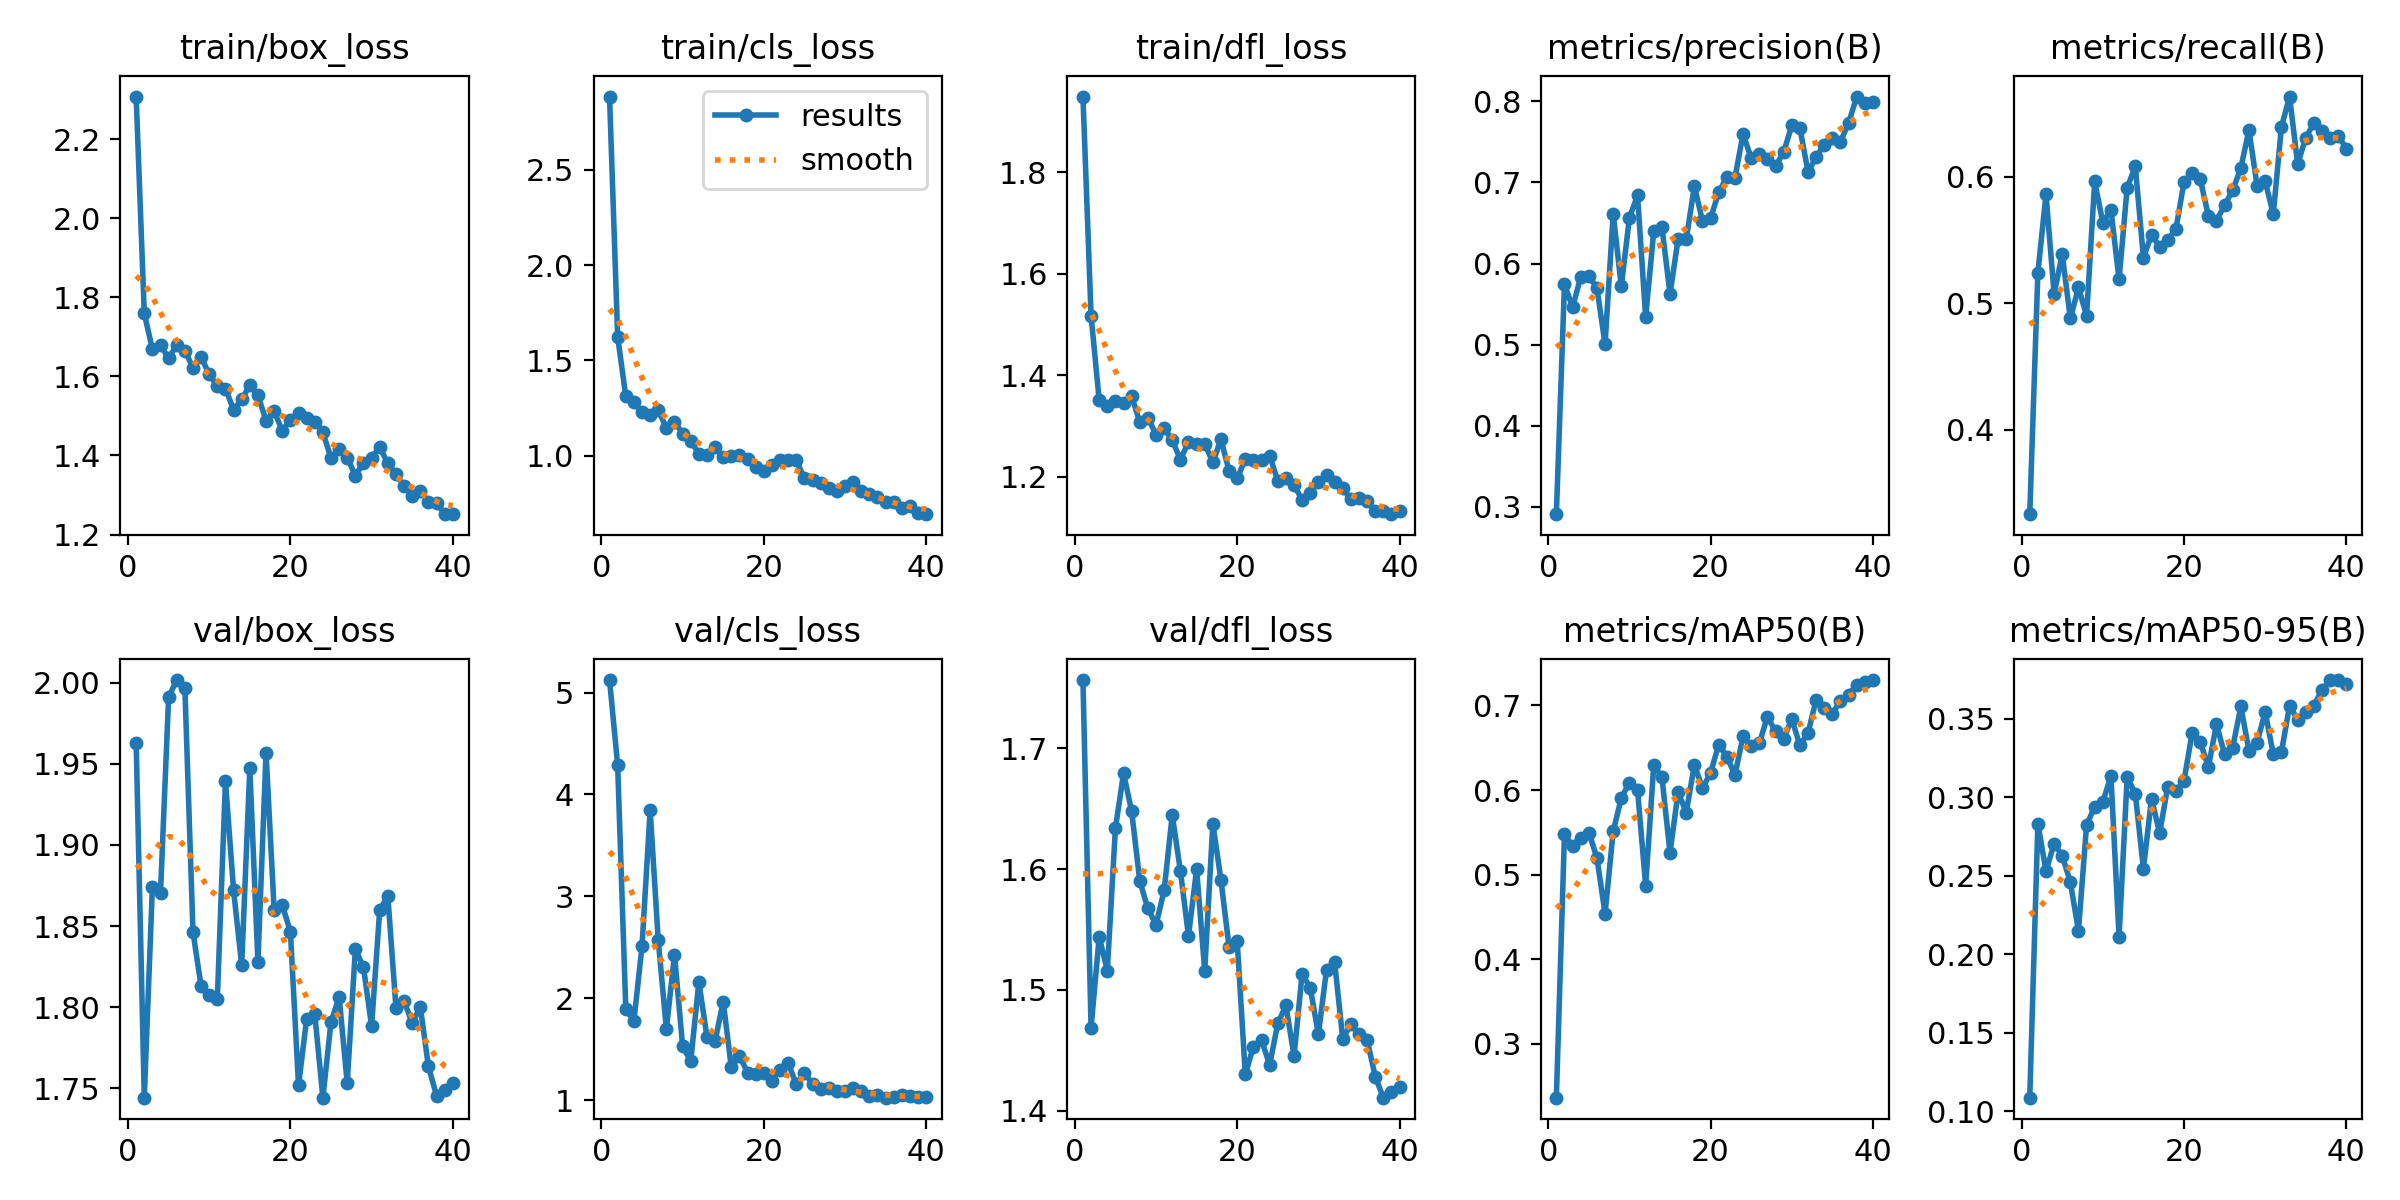 train/box_loss
2.2
2.0
1.8
1.6
1.4
1.2
0 20 40
train/cls_loss
results
smooth
2.5
2.0
1.5
1.0
0 20 40
train/dfl_loss
1.8
1.6
1.4
1.2
0 20 40
metrics/precision(B)
0.8
0.7
0.6
0.5
0.4
0.3
0 20 40
metrics/recall(B)
0.6
0.5
0.4
0 20 40
val/box_loss
2.00
1.95
1.90
1.85
1.80
1.75
0 20 40
val/cls_loss
5
4
3
2
1
0 20 40
val/dfl_loss
1.7
1.6
1.5
1.4
0 20 40
metrics/mAP50(B)
0.7
0.6
0.5
0.4
0.3
0 20 40
metrics/mAP50-95(B)
0.35
0.30
0.25
0.20
0.15
0.10
0 20 40